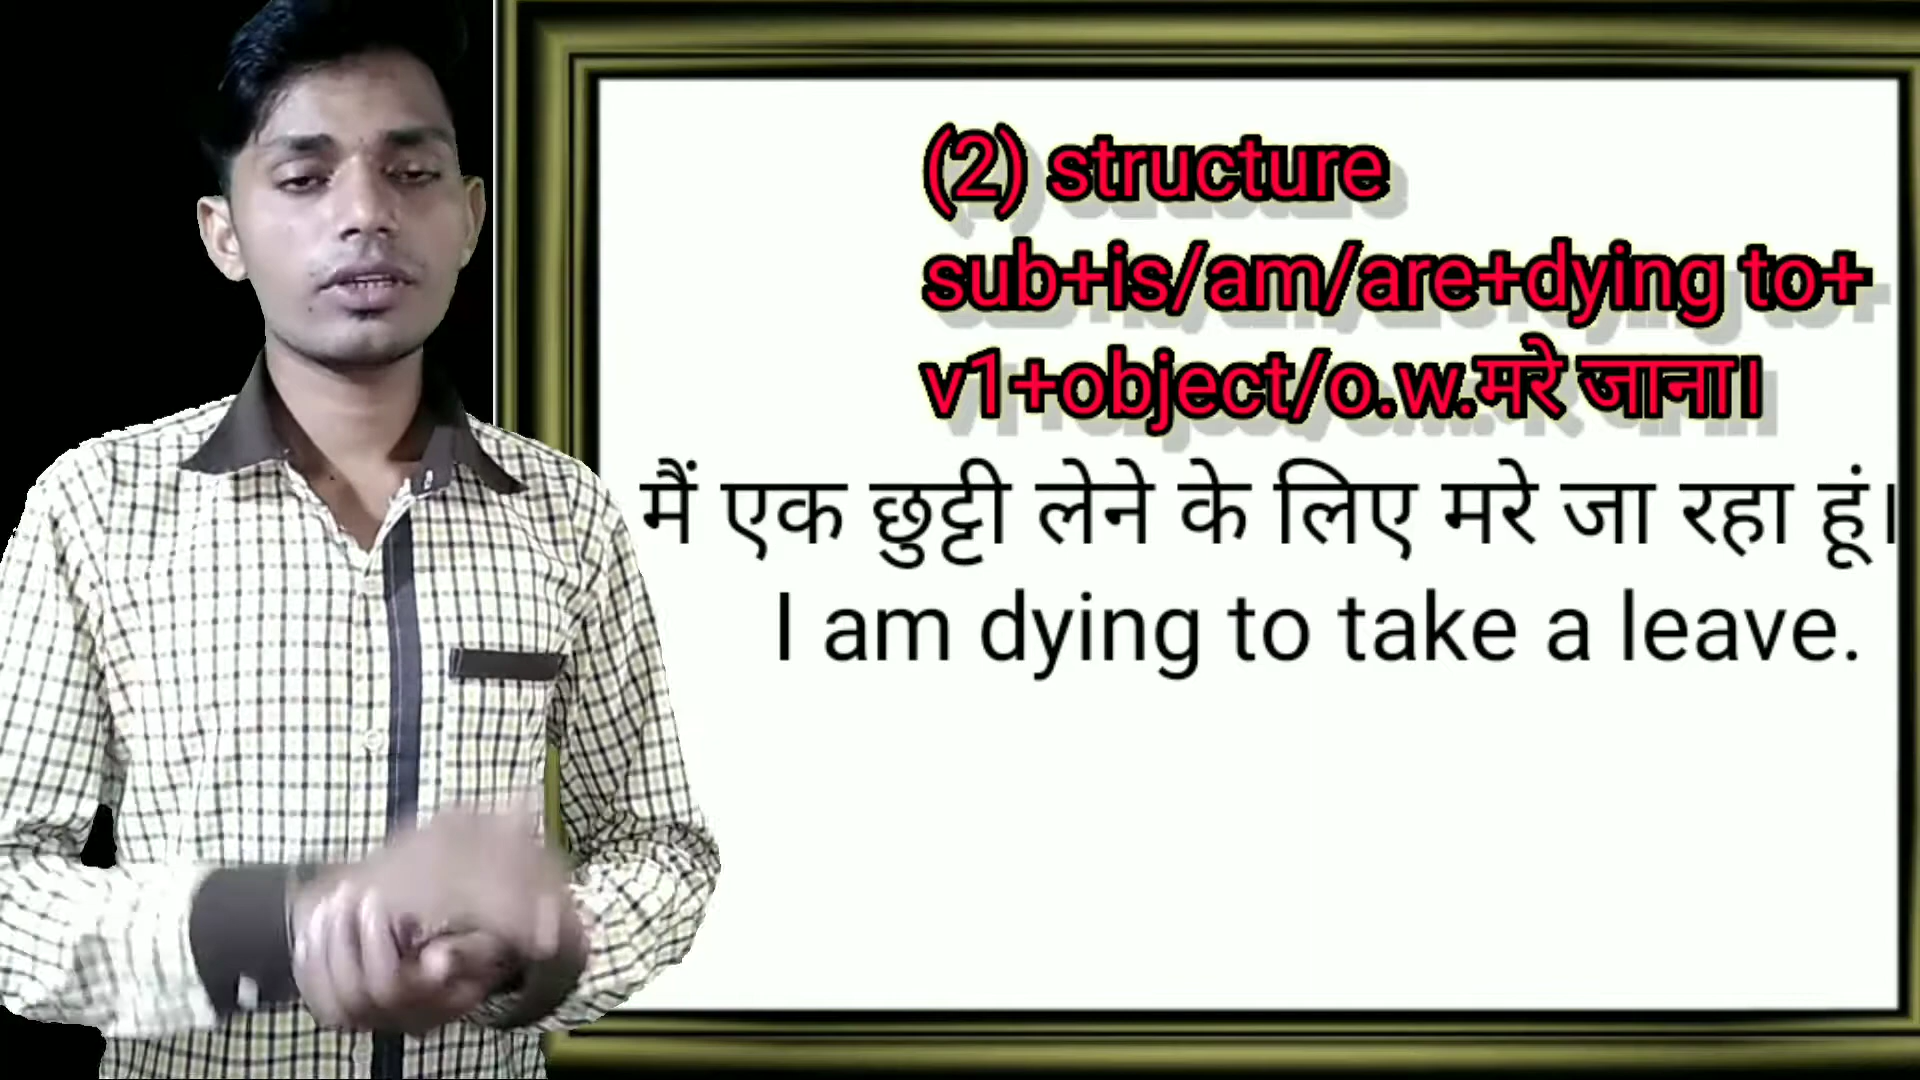 (2) structure
sub+is/am/are+dying to+
v1+object/o.w.मरे जाना।
मैं एक छुट्टी लेने के लिए मरे जा रहा हूं।
I am dying to take a leave.